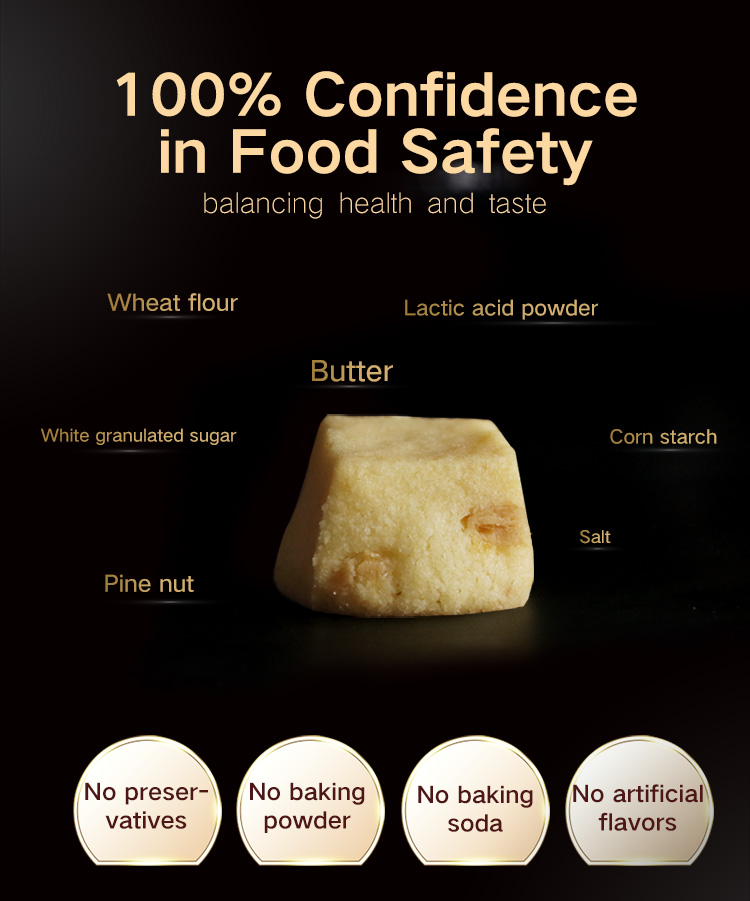 100% Confidence
in Food Safety
balancing health and taste
Wheat flour
Lactic acid powder
Butter
White granulated sugar
Corn starch
Salt
Pine nut
No preser-
vatives
No baking
powder
No baking
soda
No artificial
flavors